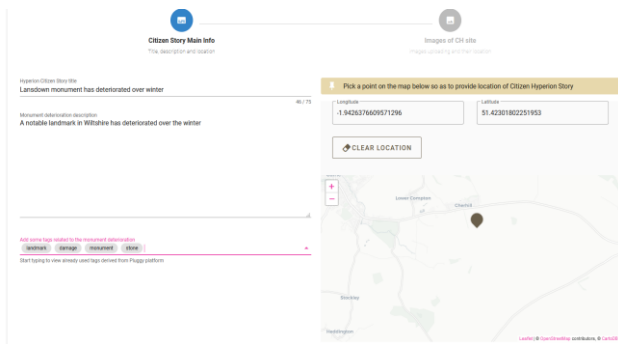 Citizen Story Main Info
Title, description and location
Images of CH site
Hyperion Citizen Story title
Lansdown monument has deteriorated over winter
46 / 75
Monument deterioration description
A notable landmark in Wiltshire has deteriorated over the winter
Add some tags related to the monument deterioration
landmark damage monument stone
Start typing to view already used tags derived from Pluggy platform
Pick a point on the map below so as to provide location of Citizen Hyperion Story
Longitude
-1.9426376609571296
Latitude
51.42301802251953
CLEAR LOCATION
+
−
Lower Compton
Cherhill
Blackland
Heddington
Leaflet | © OpenStreetMap contributors, © CartoDB